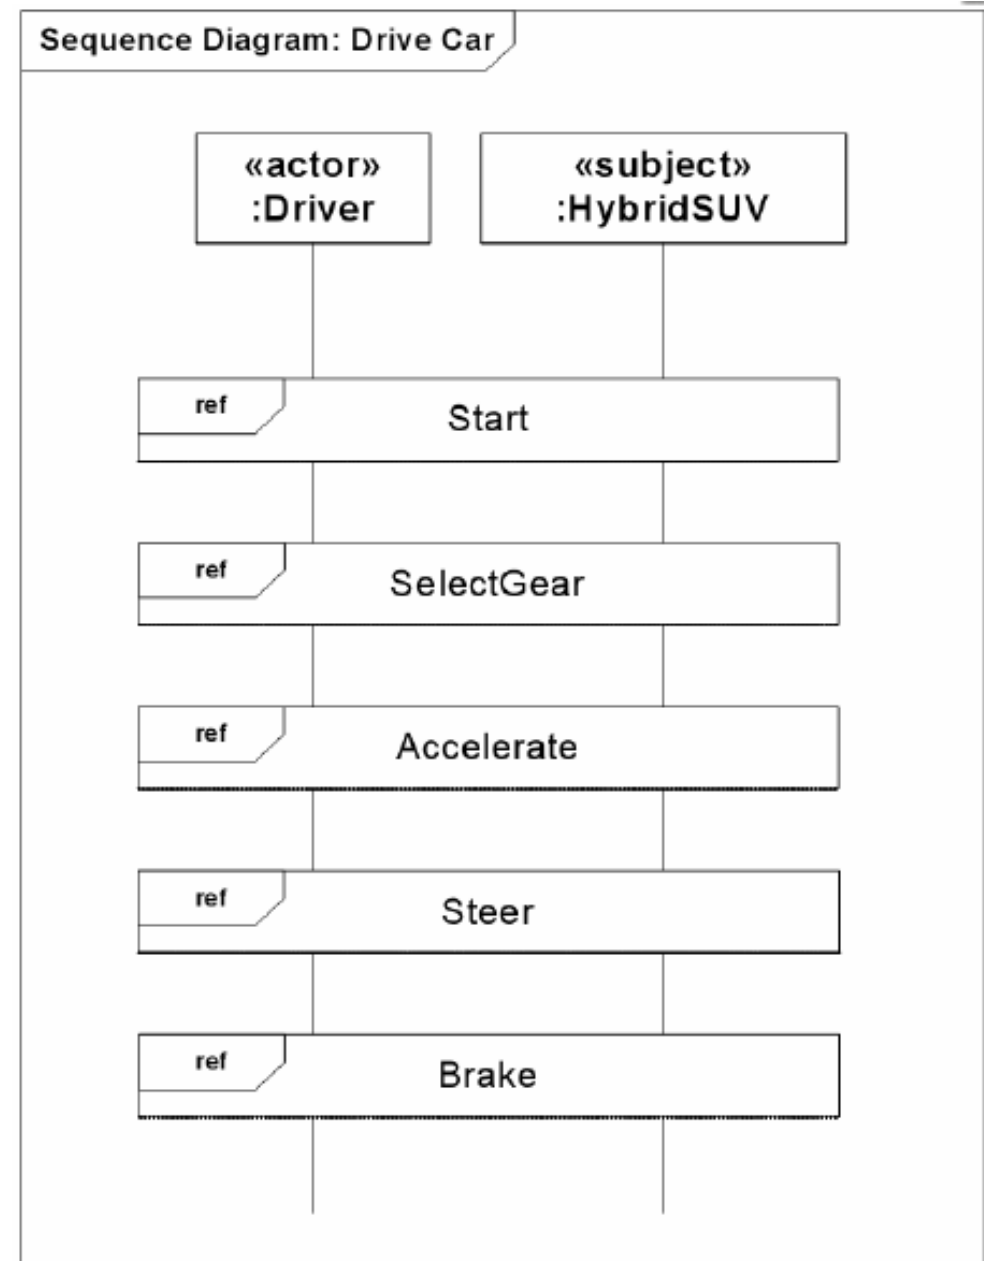 Sequence Diagram: Drive Car
«actor»
:Driver
«subject»
:HybridSUV
ref
Start
ref
SelectGear
ref
Accelerate
ref
Steer
ref
Brake